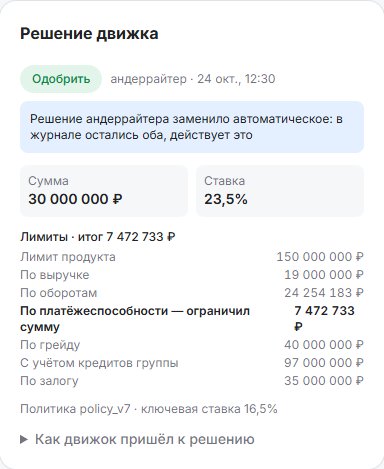 Решение движка
Одобрить андеррайтер · 24 окт., 12:30
Решение андеррайтера заменило автоматическое: в
журнале остались оба, действует это
Сумма
30 000 000 ₽
Ставка
23,5%
Лимиты · итог 7 472 733 ₽
Лимит продукта 150 000 000 ₽
По выручке 19 000 000 ₽
По оборотам 24 254 183 ₽
По платёжеспособности — ограничил 7 472 733
сумму ₽
По грейду 40 000 000 ₽
С учётом кредитов группы 97 000 000 ₽
По залогу 35 000 000 ₽
Политика policy_v7 · ключевая ставка 16,5%
Как движок пришёл к решению